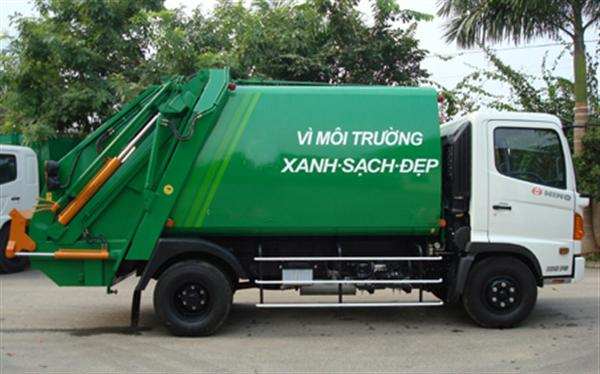 VÌ MÔI TRƯỜNG
XANH·SẠCH·ĐẸP
HINO